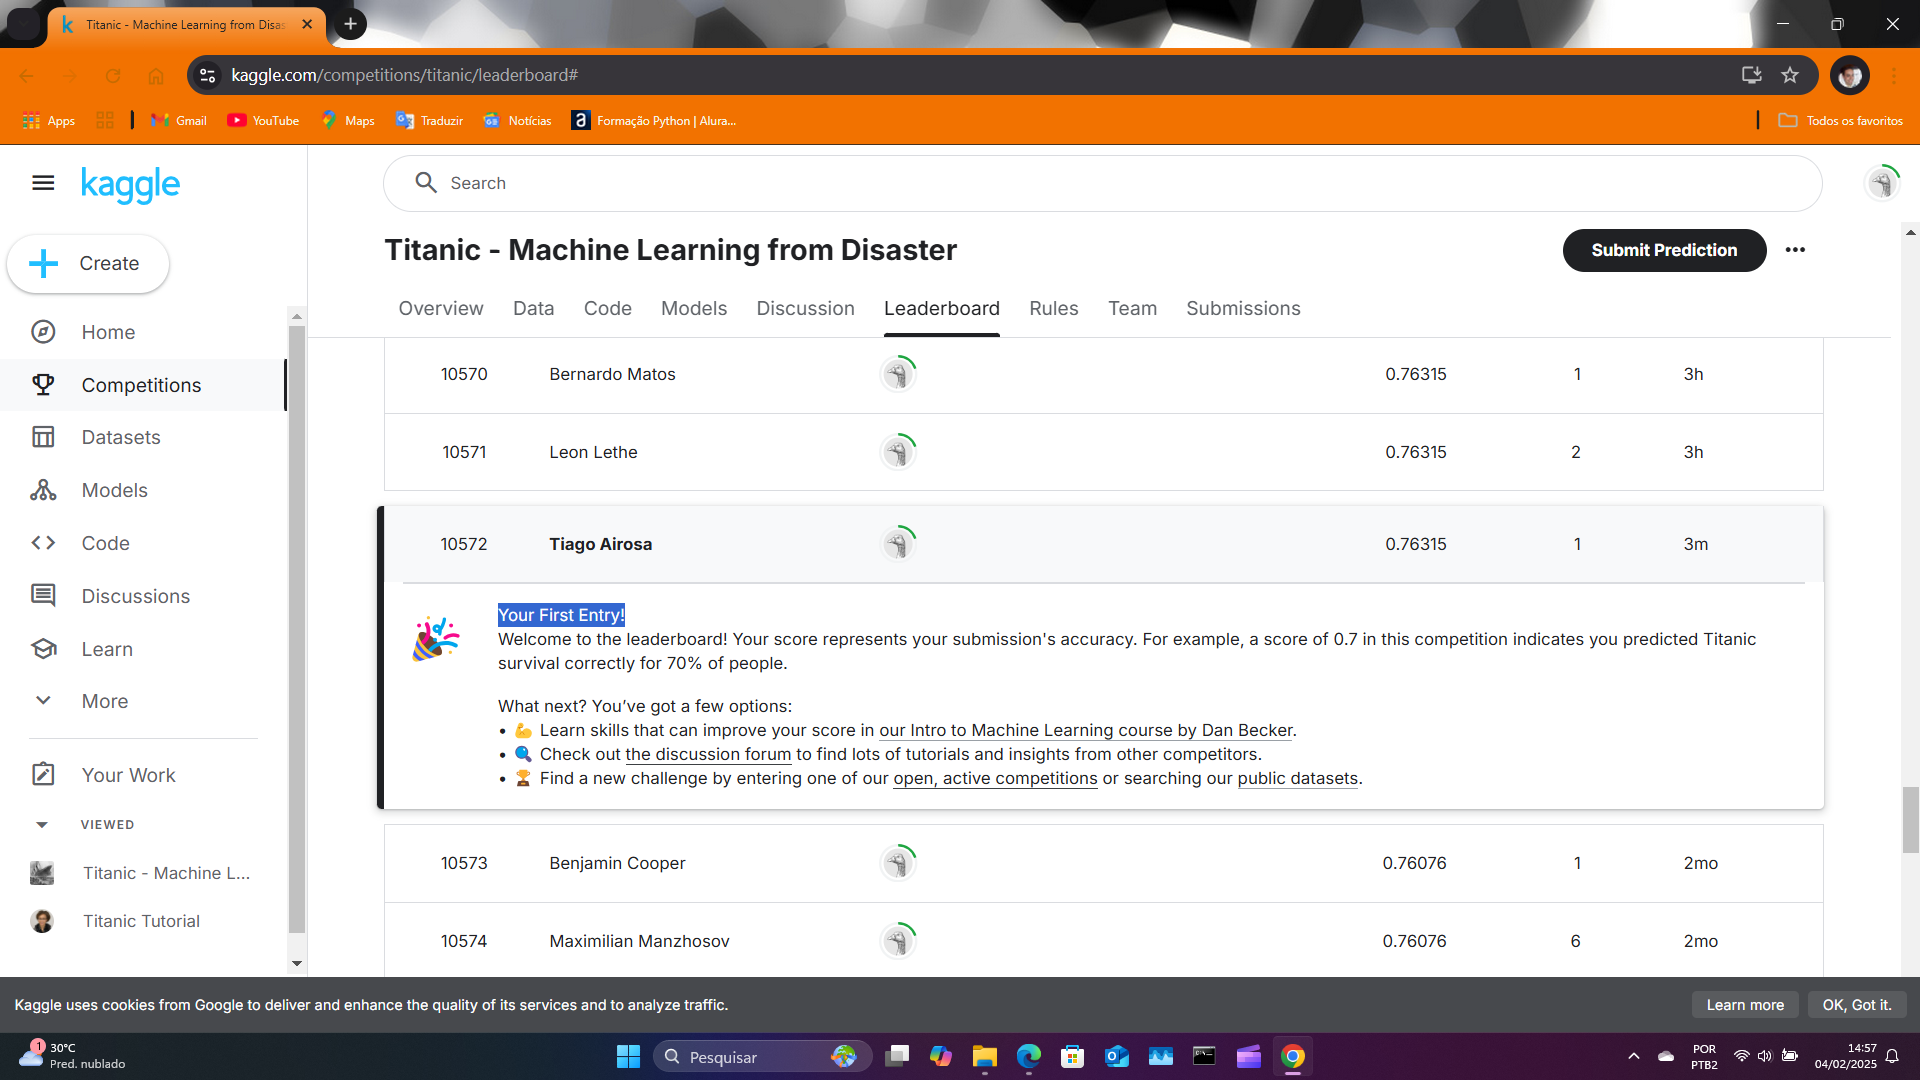 Titanic - Machine Learning from Disas
kaggle.com/competitions/titanic/leaderboard#
Apps
Gmail
YouTube
Maps
Traduzir
Notícias
Formação Python | Alura...
Todos os favoritos
kaggle
Search
Create
Titanic - Machine Learning from Disaster
Submit Prediction
Overview Data Code Models Discussion Leaderboard Rules Team Submissions
Home
Competitions
Datasets
Models
Code
Discussions
Learn
More
Your Work
VIEWED
Titanic - Machine L...
Titanic Tutorial
10570 Bernardo Matos 0.76315 1 3h
10571 Leon Lethe 0.76315 2 3h
10572 Tiago Airosa 0.76315 1 3m
Your First Entry!
Welcome to the leaderboard! Your score represents your submission's accuracy. For example, a score of 0.7 in this competition indicates you predicted Titanic
survival correctly for 70% of people.
What next? You’ve got a few options:
• 💪 Learn skills that can improve your score in our Intro to Machine Learning course by Dan Becker.
• 🔍 Check out the discussion forum to find lots of tutorials and insights from other competitors.
• 🏆 Find a new challenge by entering one of our open, active competitions or searching our public datasets.
10573 Benjamin Cooper 0.76076 1 2mo
10574 Maximilian Manzhosov 0.76076 6 2mo
Kaggle uses cookies from Google to deliver and enhance the quality of its services and to analyze traffic.
Learn more
OK, Got it.
1
30°C
Pred. nublado
Pesquisar
POR
PTB2
14:57
04/02/2025